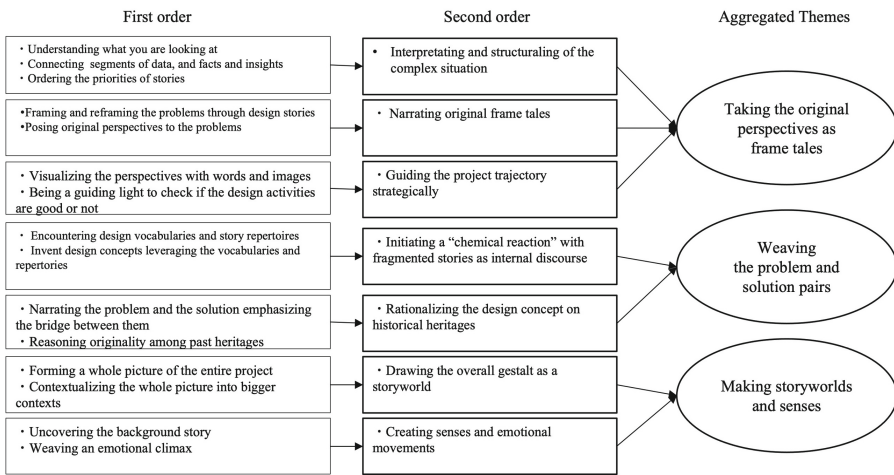 First order
Second order
Aggregated Themes
・Understanding what you are looking at
・Connecting segments of data, and facts and insights
・Ordering the priorities of stories
• Interpretating and structuraling of the
complex situation
•Framing and reframing the problems through design stories
•Posing original perspectives to the problems
・Narrating original frame tales
Taking the original
perspectives as
frame tales
・Visualizing the perspectives with words and images
・Being a guiding light to check if the design activities
are good or not
・Guiding the project trajectory
strategically
・Encountering design vocabularies and story repertoires
・Invent design concepts leveraging the vocabularies and
repertories
・Initiating a “chemical reaction” with
fragmented stories as internal discourse
Weaving
the problem and
solution pairs
・Narrating the problem and the solution emphasizing
the bridge between them
・Reasoning originality among past heritages
・Rationalizing the design concept on
historical heritages
・Forming a whole picture of the entire project
・Contextualizing the whole picture into bigger
contexts
・Drawing the overall gestalt as a
storyworld
Making storyworlds
and senses
・Uncovering the background story
・Weaving an emotional climax
・Creating senses and emotional
movements